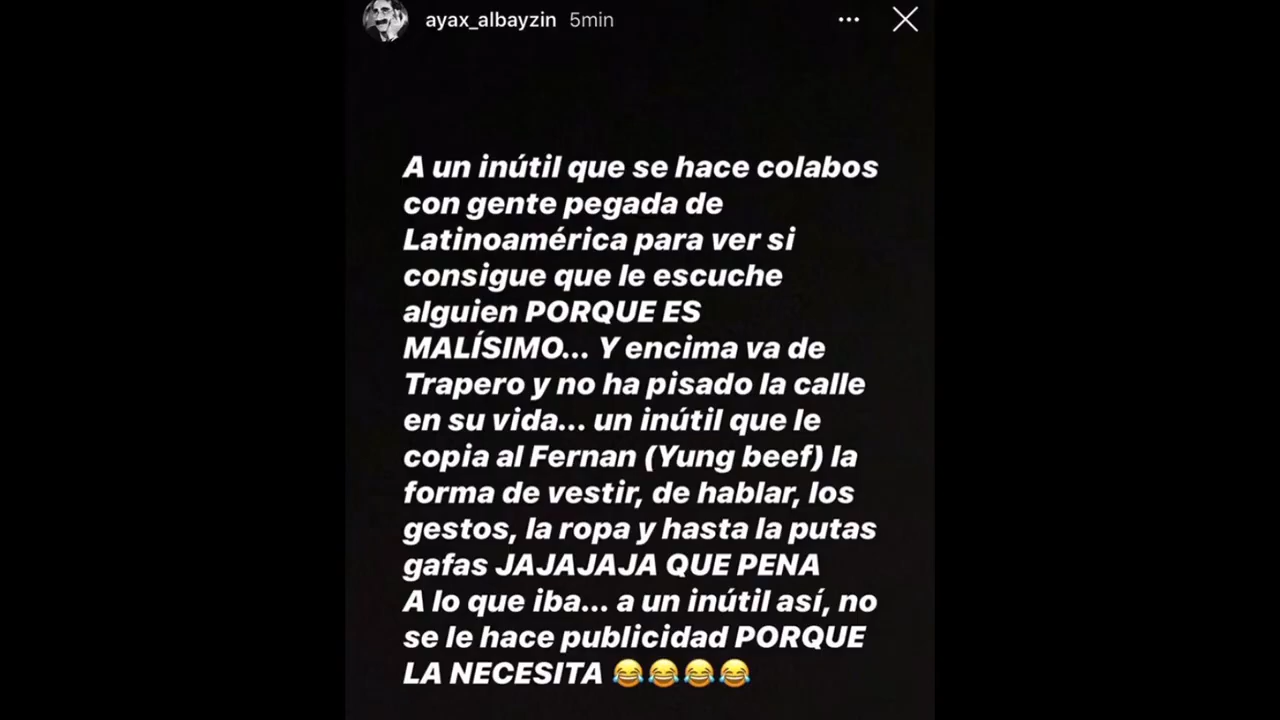 ayax_albayzin 5min
A un inútil que se hace colabos
con gente pegada de
Latinoamérica para ver si
consigue que le escuche
alguien PORQUE ES
MALÍSIMO... Y encima va de
Trapero y no ha pisado la calle
en su vida... un inútil que le
copia al Fernan (Yung beef) la
forma de vestir, de hablar, los
gestos, la ropa y hasta la putas
gafas JAJAJAJA QUE PENA
A lo que iba... a un inútil así, no
se le hace publicidad PORQUE
LA NECESITA 😂😂😂😂